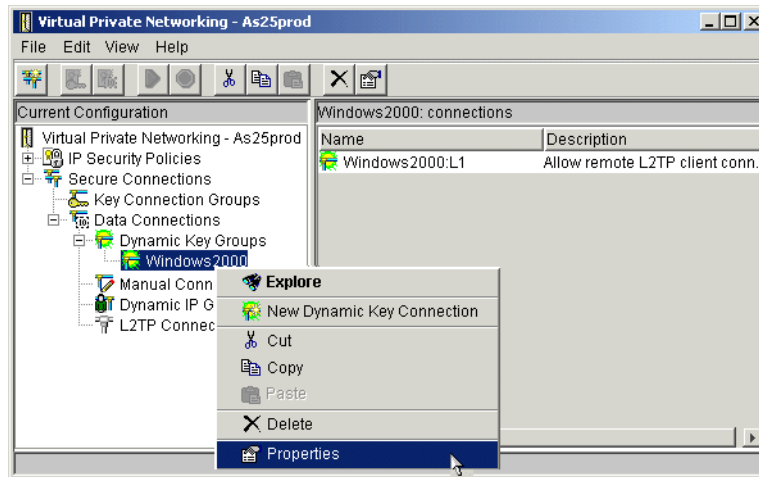 Virtual Private Networking - As25prod
File Edit View Help
Current Configuration
Windows2000: connections
Virtual Private Networking - As25prod
IP Security Policies
Secure Connections
Key Connection Groups
Data Connections
Dynamic Key Groups
Windows2000
Manual Conn
Dynamic IP G
L2TP Connec
Name Description
Windows2000:L1 Allow remote L2TP client conn.
Explore
New Dynamic Key Connection
Cut
Copy
Paste
Delete
Properties